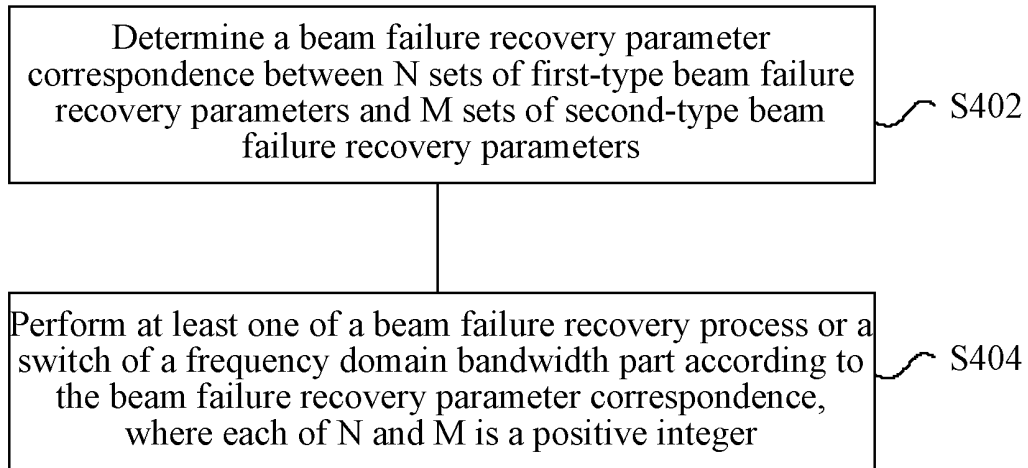 Determine a beam failure recovery parameter
correspondence between N sets of first-type beam failure
recovery parameters and M sets of second-type beam
failure recovery parameters
S402
Perform at least one of a beam failure recovery process or a
switch of a frequency domain bandwidth part according to
the beam failure recovery parameter correspondence,
where each of N and M is a positive integer
S404